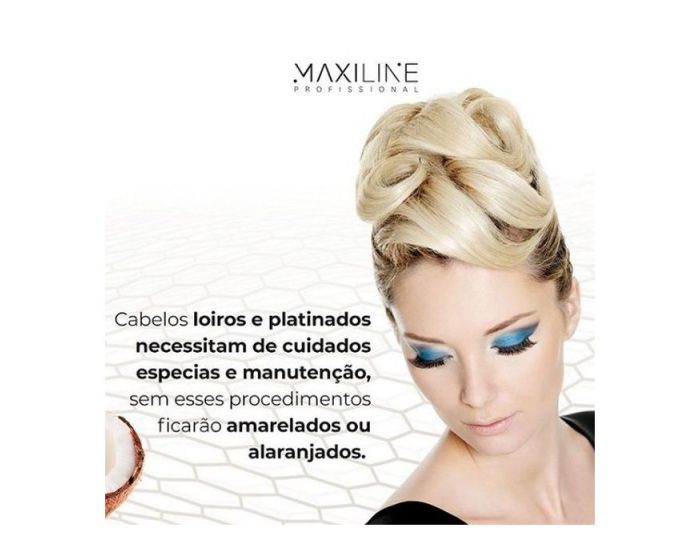 MAXILINE
PROFISSIONAL
Cabelos loiros e platinados
necessitam de cuidados
especias e manutenção,
sem esses procedimentos
ficarão amarelados ou
alaranjados.